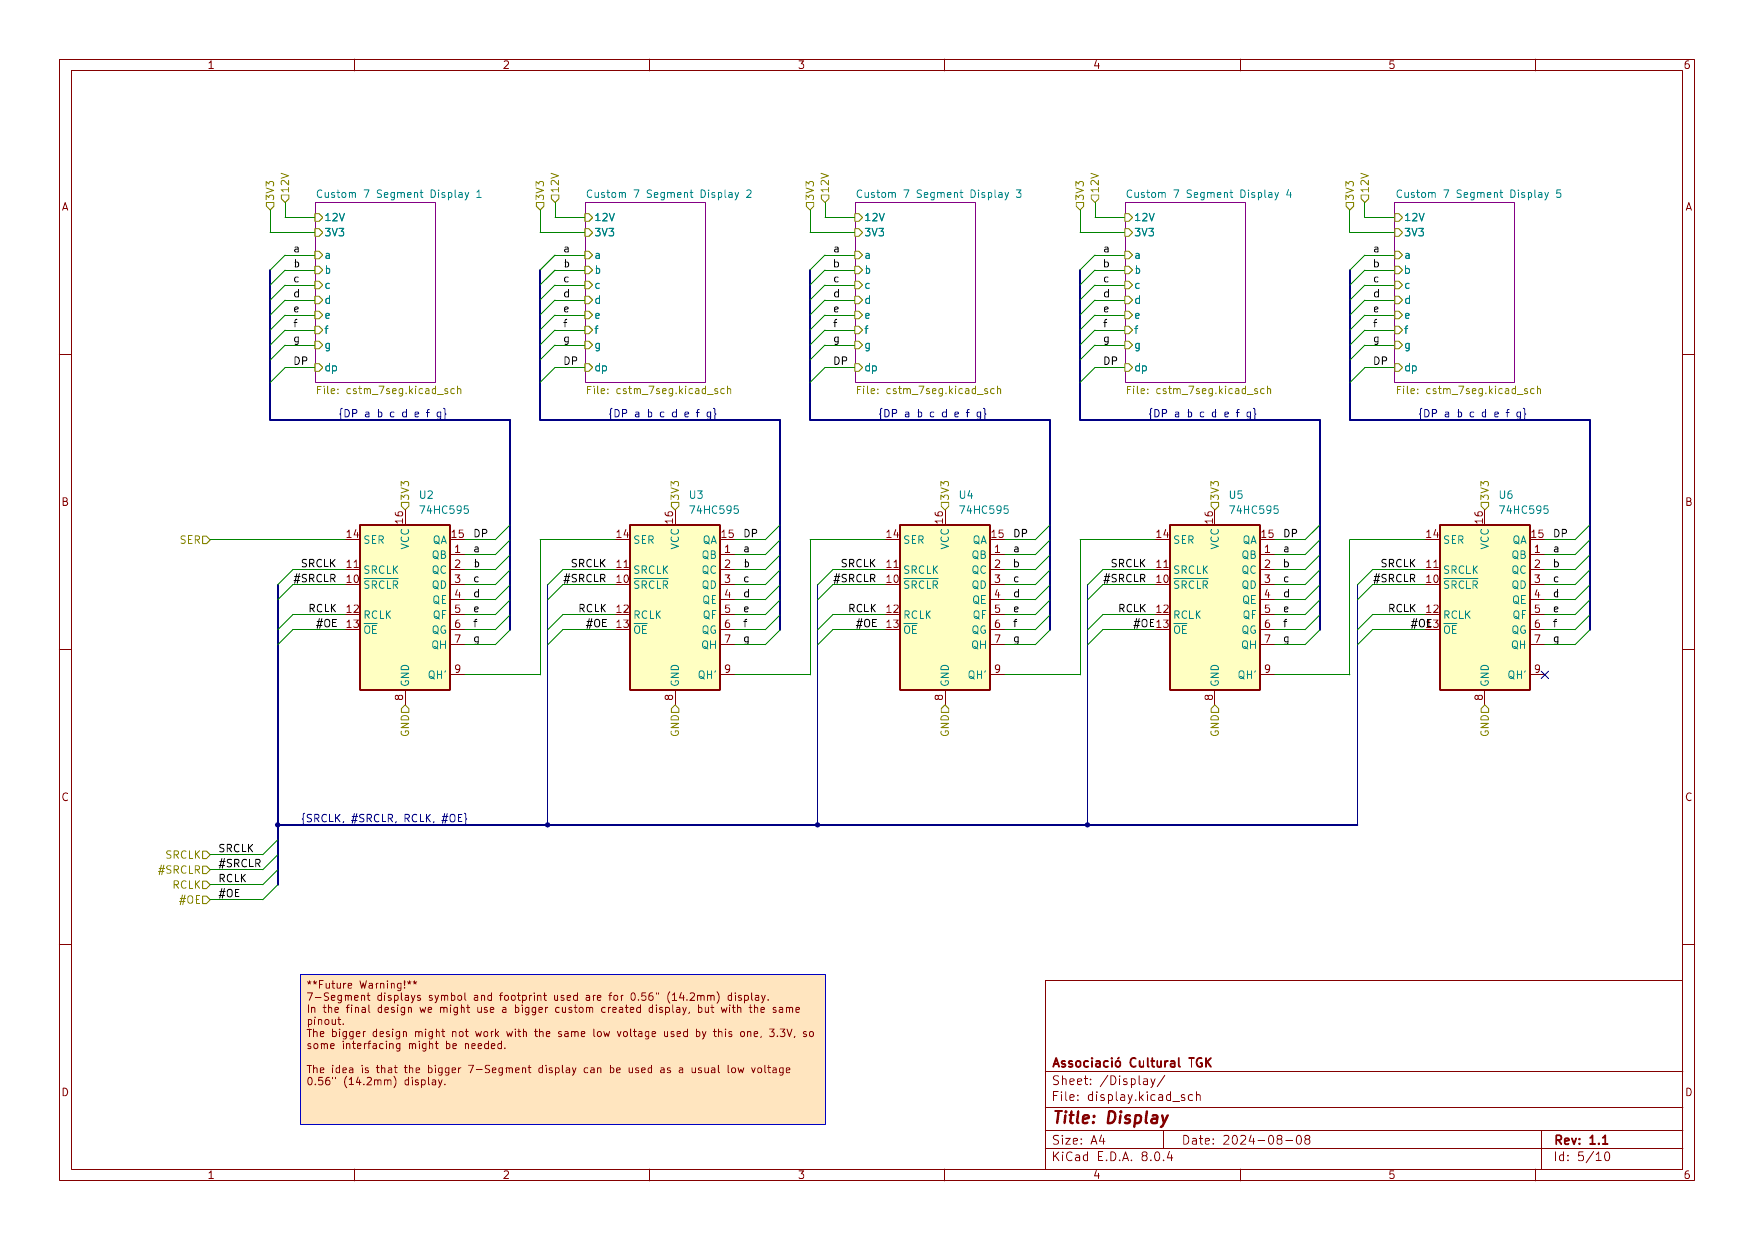 1 2 3 4 5 6
A A
B B
C C
D D
3V3 12V 3V3 12V 3V3 12V 3V3 12V 3V3 12V
Custom 7 Segment Display 1 Custom 7 Segment Display 2 Custom 7 Segment Display 3 Custom 7 Segment Display 4 Custom 7 Segment Display 5
12V 12V 12V 12V 12V
3V3 3V3 3V3 3V3 3V3
a a a a a a a a a a
b b b b b b b b b b
c c c c c c c c c c
d d d d d d d d d d
e e e e e e e e e e
f f f f f f f f f f
g g g g g g g g g g
DP dp DP dp DP dp DP dp DP dp
File: cstm_7seg.kicad_sch File: cstm_7seg.kicad_sch File: cstm_7seg.kicad_sch File: cstm_7seg.kicad_sch File: cstm_7seg.kicad_sch
{DP a b c d e f g} {DP a b c d e f g} {DP a b c d e f g} {DP a b c d e f g} {DP a b c d e f g}
3V3 U2 3V3 U3 3V3 U4 3V3 U5 3V3 U6
16 74HC595 16 74HC595 16 74HC595 16 74HC595 16 74HC595
SER 14 SER VCC QA 15 DP 14 SER VCC QA 15 DP 14 SER VCC QA 15 DP 14 SER VCC QA 15 DP 14 SER VCC QA 15 DP
QB 1 a QB 1 a QB 1 a QB 1 a QB 1 a
SRCLK 11 SRCLK QC 2 b SRCLK 11 SRCLK QC 2 b SRCLK 11 SRCLK QC 2 b SRCLK 11 SRCLK QC 2 b SRCLK 11 SRCLK QC 2 b
#SRCLR 10 SRCLR QD 3 c #SRCLR 10 SRCLR QD 3 c #SRCLR 10 SRCLR QD 3 c #SRCLR 10 SRCLR QD 3 c #SRCLR 10 SRCLR QD 3 c
QE 4 d QE 4 d QE 4 d QE 4 d QE 4 d
RCLK 12 RCLK QF 5 e RCLK 12 RCLK QF 5 e RCLK 12 RCLK QF 5 e RCLK 12 RCLK QF 5 e RCLK 12 RCLK QF 5 e
#OE 13 OE QG 6 f #OE 13 OE QG 6 f #OE 13 OE QG 6 f #OE 13 OE QG 6 f #OE 13 OE QG 6 f
QH 7 g QH 7 g QH 7 g QH 7 g QH 7 g
GND QH' 9 GND QH' 9 GND QH' 9 GND QH' 9 GND QH' 9
8 8 8 8 8
GND GND GND GND GND
{SRCLK, #SRCLR, RCLK, #OE}
SRCLK SRCLK
#SRCLR #SRCLR
RCLK RCLK
#OE #OE
**Future Warning!**
7-Segment displays symbol and footprint used are for 0.56" (14.2mm) display.
In the final design we might use a bigger custom created display, but with the same
pinout.
The bigger design might not work with the same low voltage used by this one, 3.3V, so
some interfacing might be needed.
The idea is that the bigger 7-Segment display can be used as a usual low voltage
0.56" (14.2mm) display.
Associació Cultural TGK
Sheet: /Display/
File: display.kicad_sch
Title: Display
Size: A4 Date: 2024-08-08 Rev: 1.1
KiCad E.D.A. 8.0.4 Id: 5/10
1 2 3 4 5 6